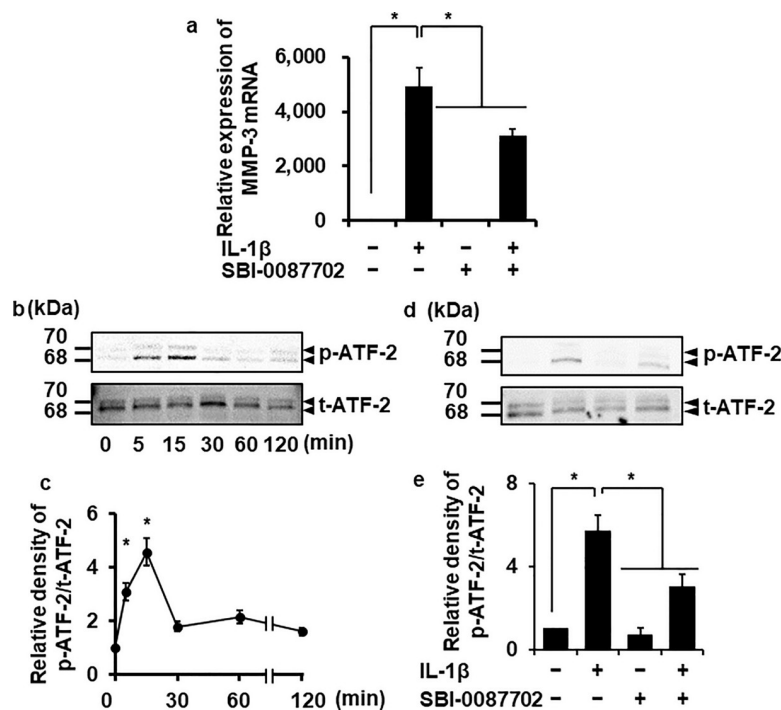 a
Relative expression of
MMP-3 mRNA
* *
6,000
4,000
2,000
0
IL-1β − + − +
SBI-0087702 − − + +
b (kDa)
70
68
p-ATF-2
70
68
t-ATF-2
0 5 15 30 60 120 (min)
c
Relative density of
p-ATF-2/t-ATF-2
6
4
2
0
* *
0 30 60 120 (min)
d (kDa)
70
68
p-ATF-2
70
68
t-ATF-2
e
Relative density of
p-ATF-2/t-ATF-2
* *
8
4
0
IL-1β − + − +
SBI-0087702 − − + +